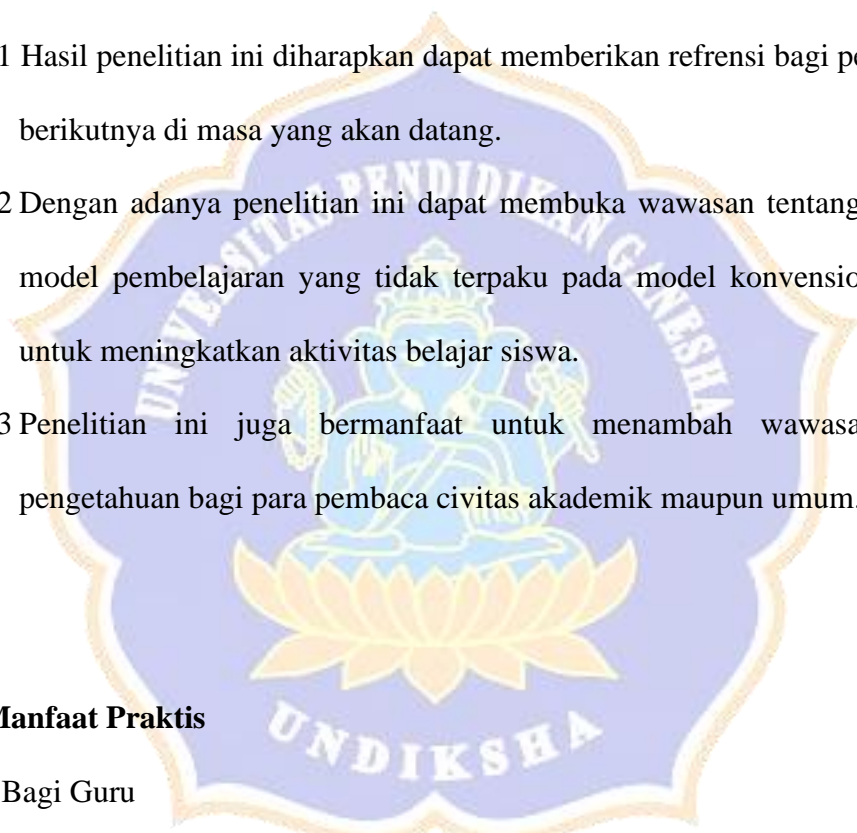 1 Hasil penelitian ini diharapkan dapat memberikan refrensi bagi pe
berikutnya di masa yang akan datang.
2 Dengan adanya penelitian ini dapat membuka wawasan tentang
model pembelajaran yang tidak terpaku pada model konvensio
untuk meningkatkan aktivitas belajar siswa.
3 Penelitian ini juga bermanfaat untuk menambah wawasa
pengetahuan bagi para pembaca civitas akademik maupun umum.
Manfaat Praktis
Bagi Guru
UNIVERSITAS PENDIDIKAN GANESHA
UNDIKSHA